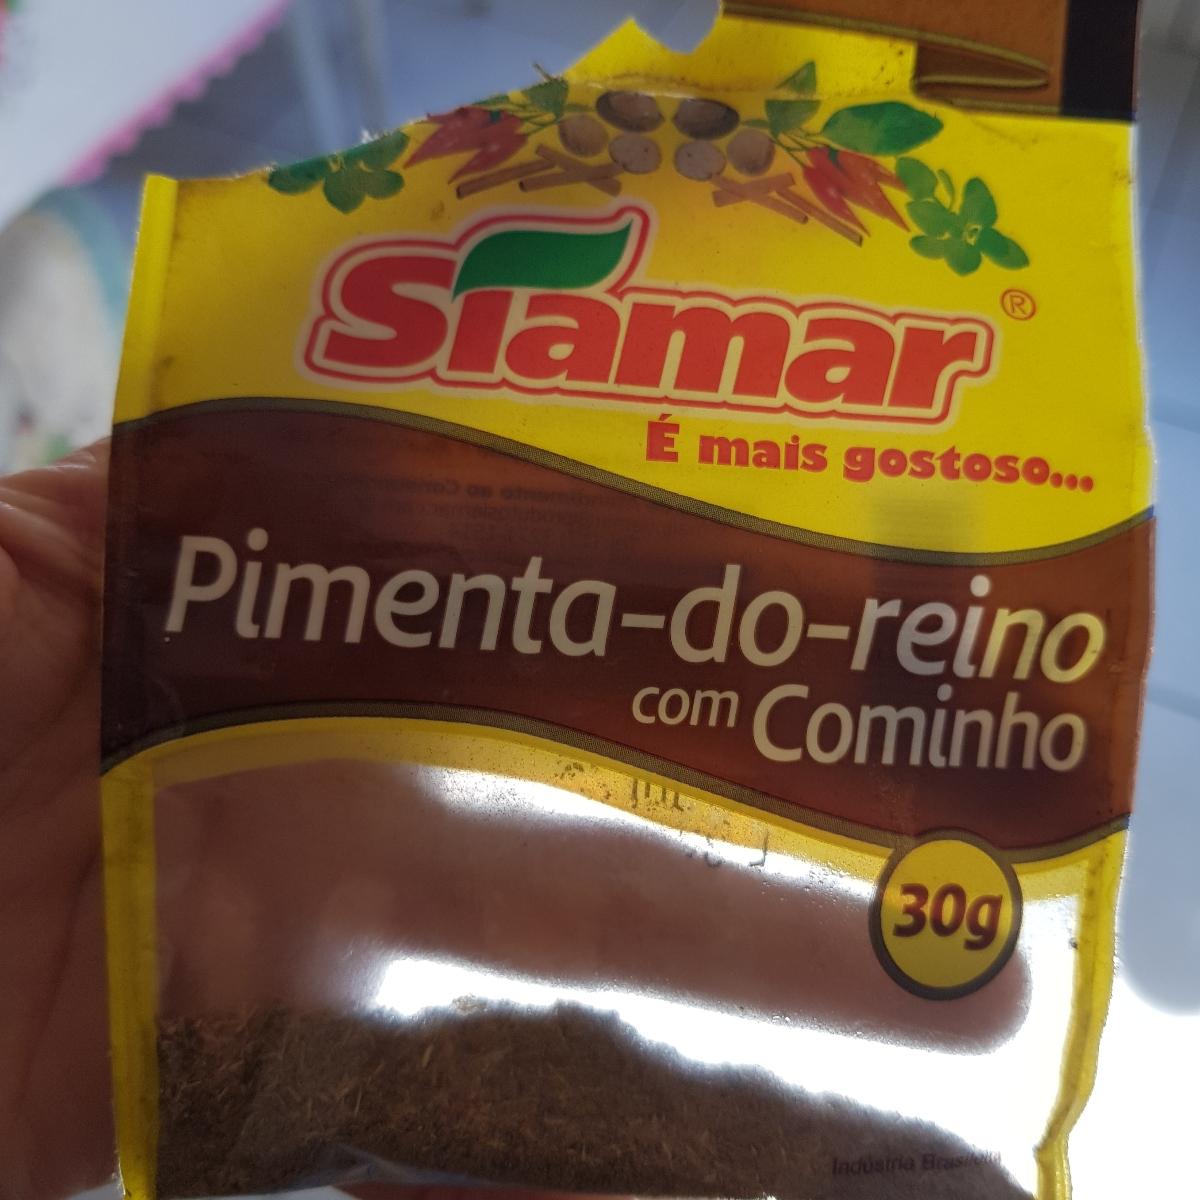 Siamar®
É mais gostoso...
Pimenta-do-reino
com Cominho
30g
Indústria Brasileira